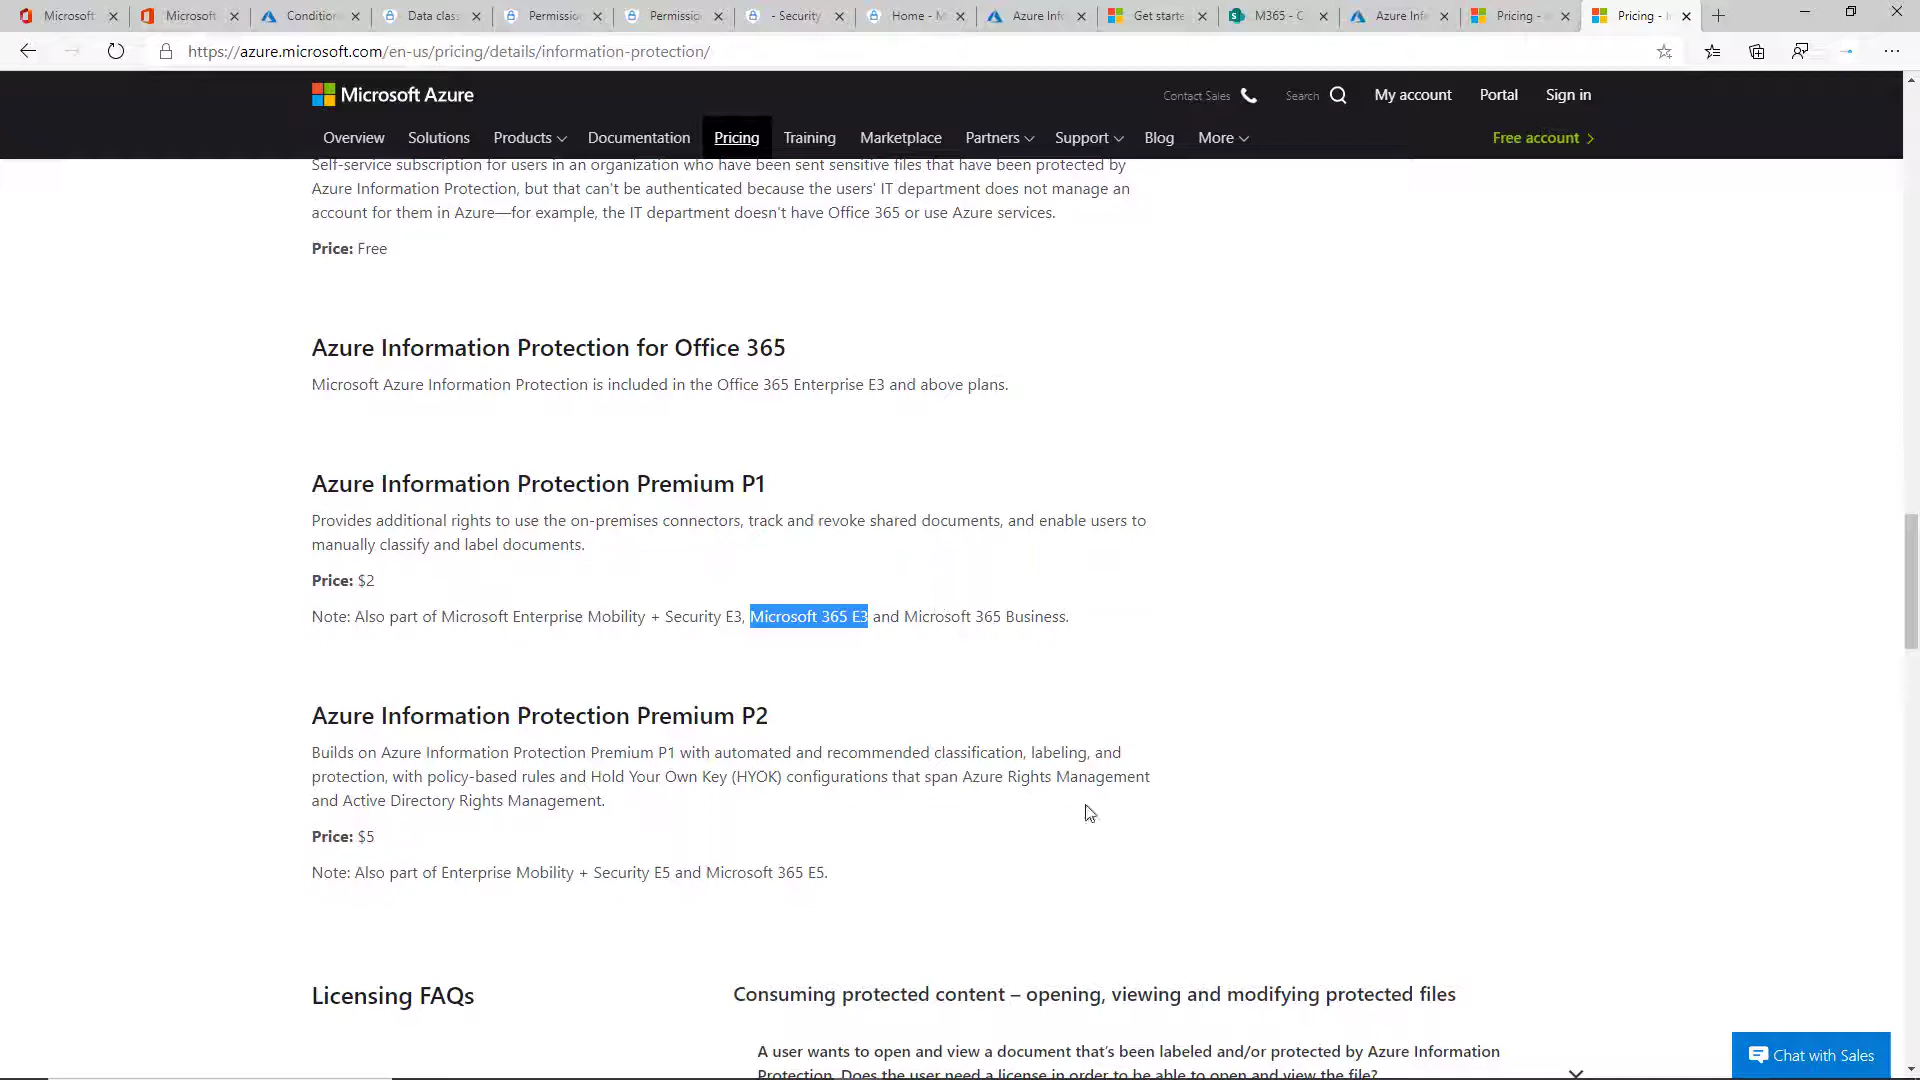 Microsoft
Microsoft
Condition
Data clas
Permissio
Permissio
- Security
Home - M
Azure Info
Get starte
M365 - C
Azure Info
Pricing -
Pricing - I
https://azure.microsoft.com/en-us/pricing/details/information-protection/
Microsoft Azure
Contact Sales
Search
My account
Portal
Sign in
Overview
Solutions
Products
Documentation
Pricing
Training
Marketplace
Partners
Support
Blog
More
Free account
Self-service subscription for users in an organization who have been sent sensitive files that have been protected by
Azure Information Protection, but that can't be authenticated because the users' IT department does not manage an
account for them in Azure—for example, the IT department doesn't have Office 365 or use Azure services.
Price: Free
Azure Information Protection for Office 365
Microsoft Azure Information Protection is included in the Office 365 Enterprise E3 and above plans.
Azure Information Protection Premium P1
Provides additional rights to use the on-premises connectors, track and revoke shared documents, and enable users to
manually classify and label documents.
Price: $2
Note: Also part of Microsoft Enterprise Mobility + Security E3, Microsoft 365 E3 and Microsoft 365 Business.
Azure Information Protection Premium P2
Builds on Azure Information Protection Premium P1 with automated and recommended classification, labeling, and
protection, with policy-based rules and Hold Your Own Key (HYOK) configurations that span Azure Rights Management
and Active Directory Rights Management.
Price: $5
Note: Also part of Enterprise Mobility + Security E5 and Microsoft 365 E5.
Licensing FAQs
Consuming protected content – opening, viewing and modifying protected files
A user wants to open and view a document that's been labeled and/or protected by Azure Information
Protection. Does the user need a license in order to be able to open and view the file?
Chat with Sales